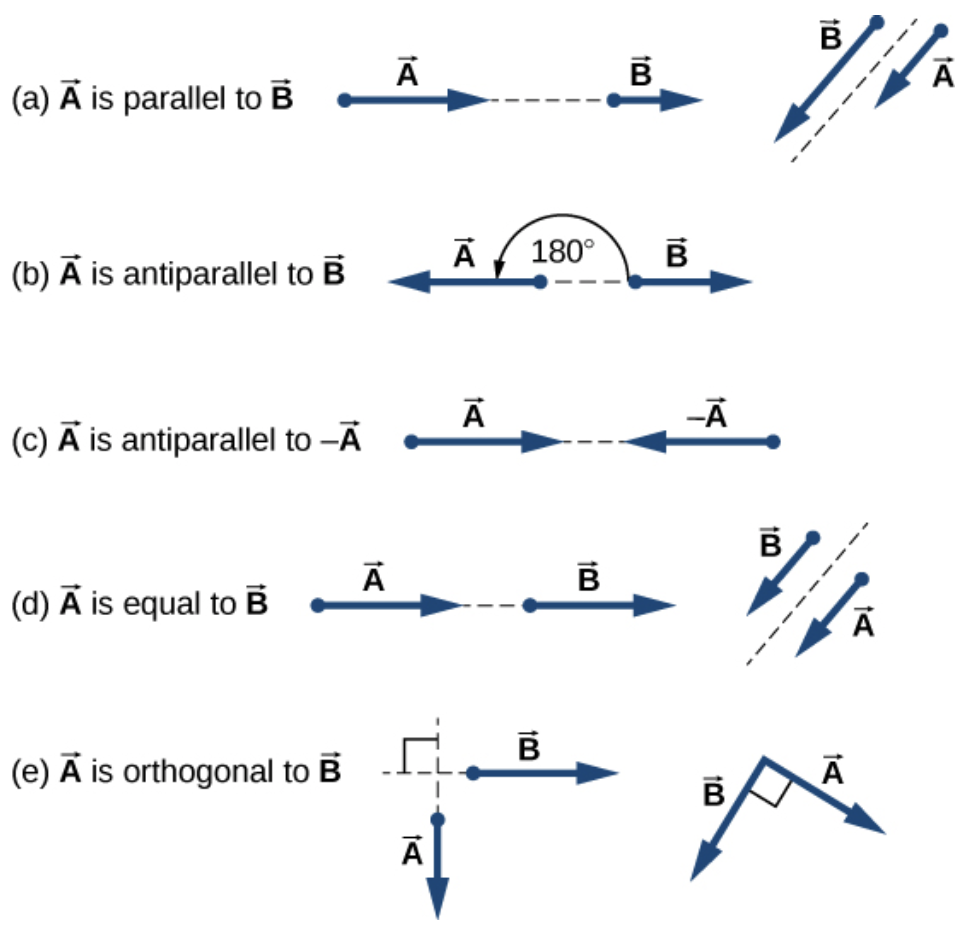 (a) A⃗ is parallel to B⃗
A⃗
B⃗
B⃗
A⃗
(b) A⃗ is antiparallel to B⃗
A⃗
180°
B⃗
(c) A⃗ is antiparallel to –A⃗
A⃗
–A⃗
(d) A⃗ is equal to B⃗
A⃗
B⃗
B⃗
A⃗
(e) A⃗ is orthogonal to B⃗
B⃗
A⃗
B⃗
A⃗